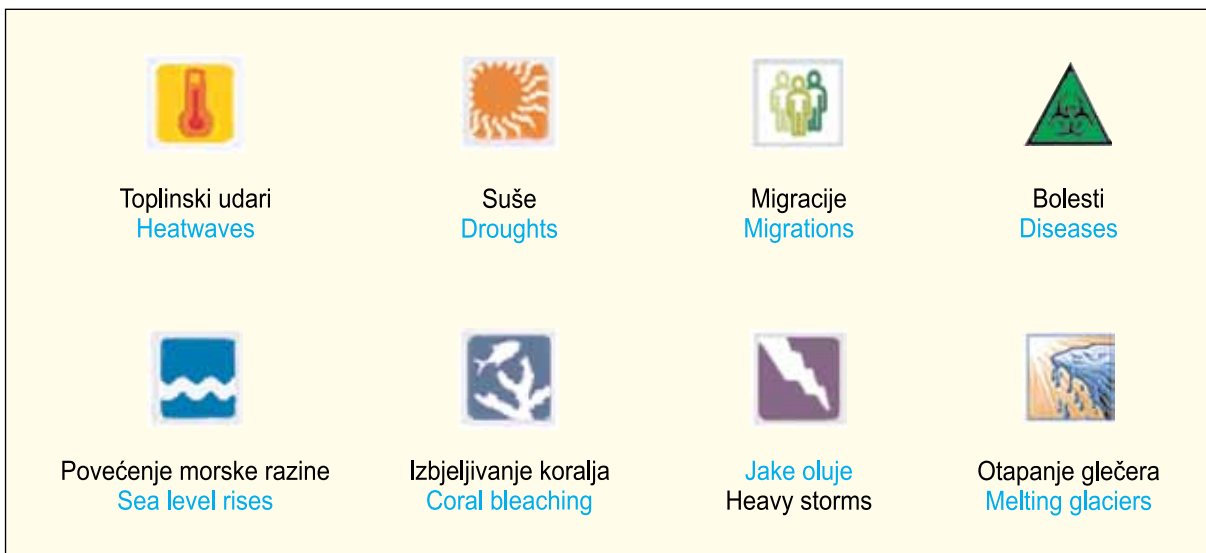 Toplinski udari
Heatwaves
Suše
Droughts
Migracije
Migrations
Bolesti
Diseases
Povećenje morske razine
Sea level rises
Izbjeljivanje koralja
Coral bleaching
Jake oluje
Heavy storms
Otapanje glečera
Melting glaciers